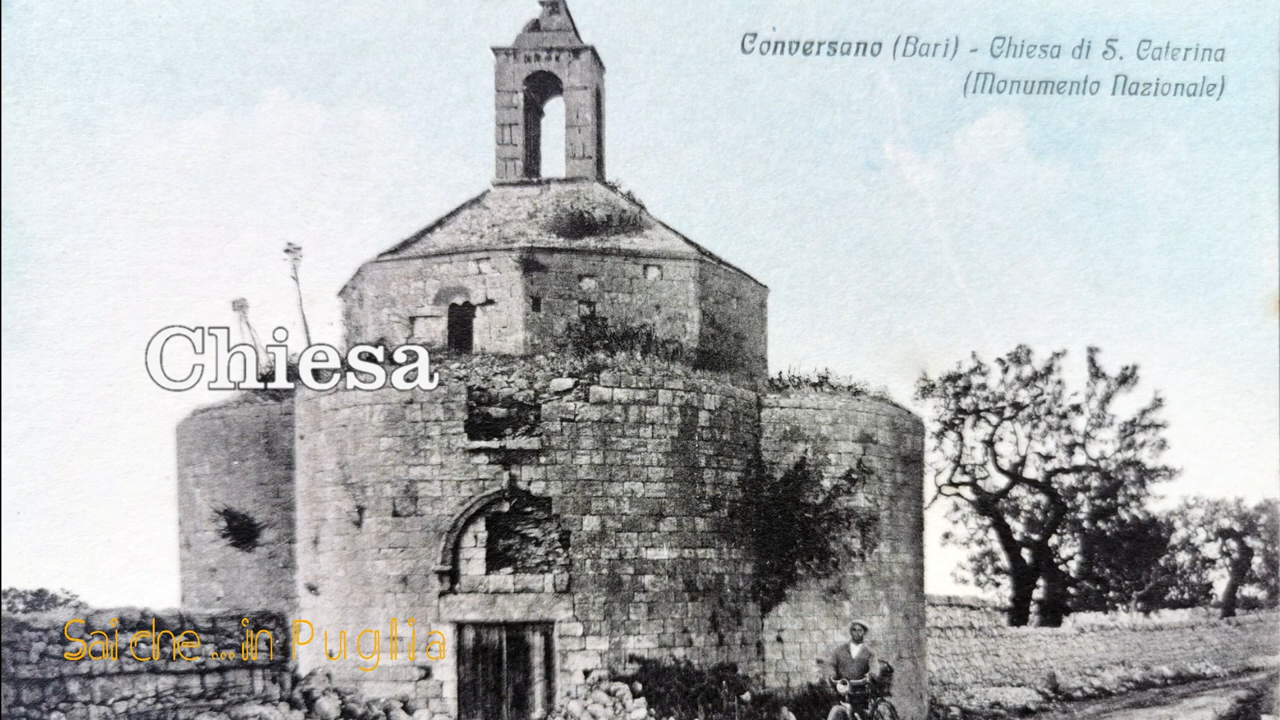 Conversano (Bari) - Chiesa di S. Caterina
(Monumento Nazionale)
Chiesa
Sai che ... in Puglia